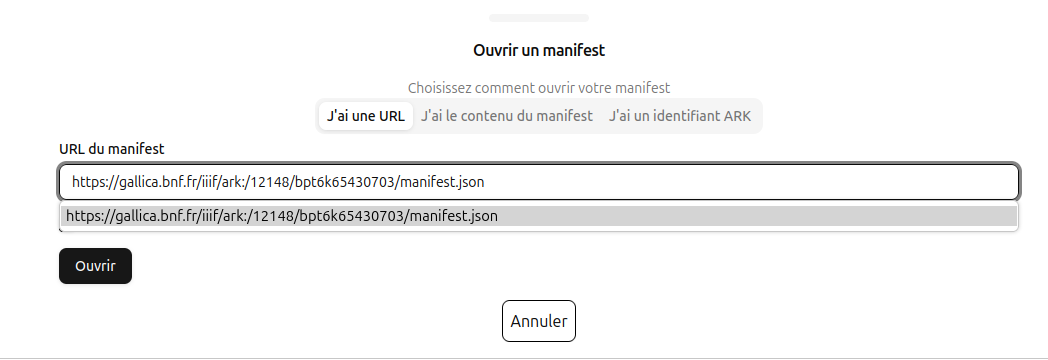 Ouvrir un manifest
Choisissez comment ouvrir votre manifest
J'ai une URL J'ai le contenu du manifest J'ai un identifiant ARK
URL du manifest
https://gallica.bnf.fr/iiif/ark:/12148/bpt6k65430703/manifest.json
https://gallica.bnf.fr/iiif/ark:/12148/bpt6k65430703/manifest.json
Ouvrir
Annuler